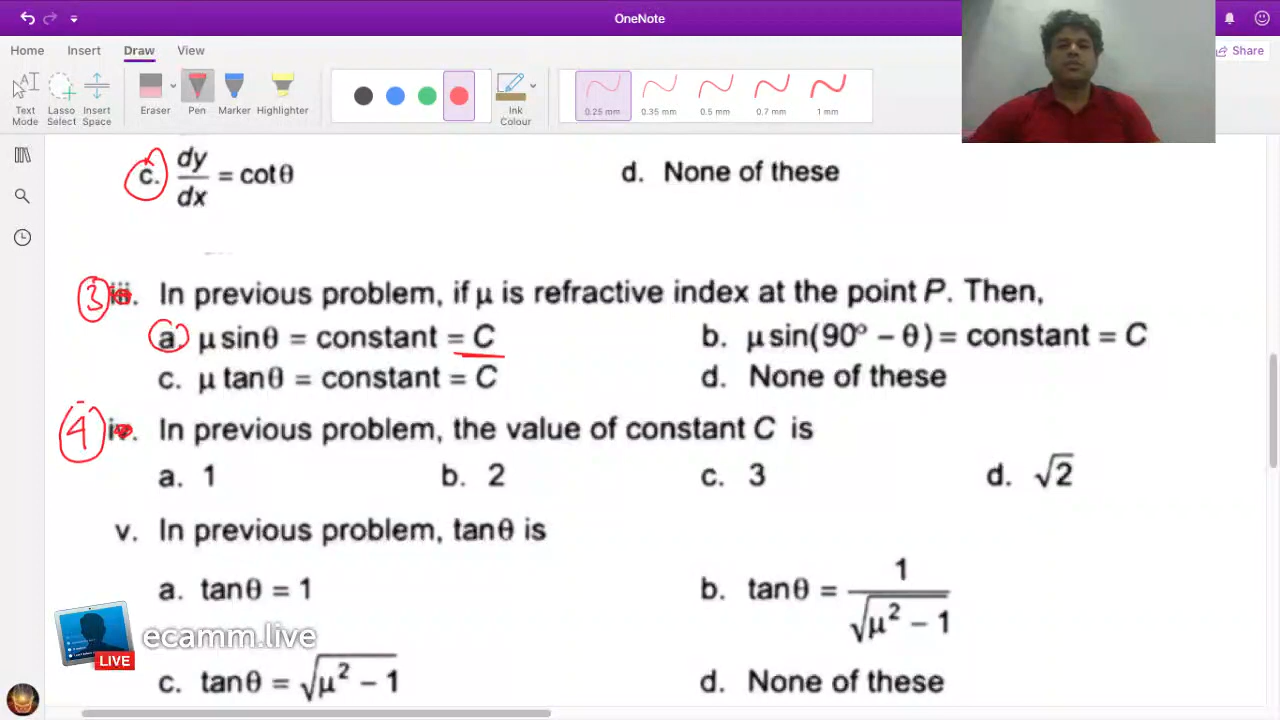 OneNote
Home Insert Draw View
Share
Text Mode
Lasso Select
Insert Space
Eraser
Pen
Marker
Highlighter
Ink Colour
0.25 mm 0.35 mm 0.5 mm 0.7 mm 1 mm
c. dy/dx = cotθ d. None of these
3 iii. In previous problem, if μ is refractive index at the point P. Then,
a. μ sinθ = constant = C b. μ sin(90° − θ) = constant = C
c. μ tanθ = constant = C d. None of these
4 iv. In previous problem, the value of constant C is
a. 1 b. 2 c. 3 d. √2
v. In previous problem, tanθ is
a. tanθ = 1 b. tanθ = 1/√(μ² − 1)
ecamm.live
LIVE
c. tanθ = √(μ² − 1) d. None of these